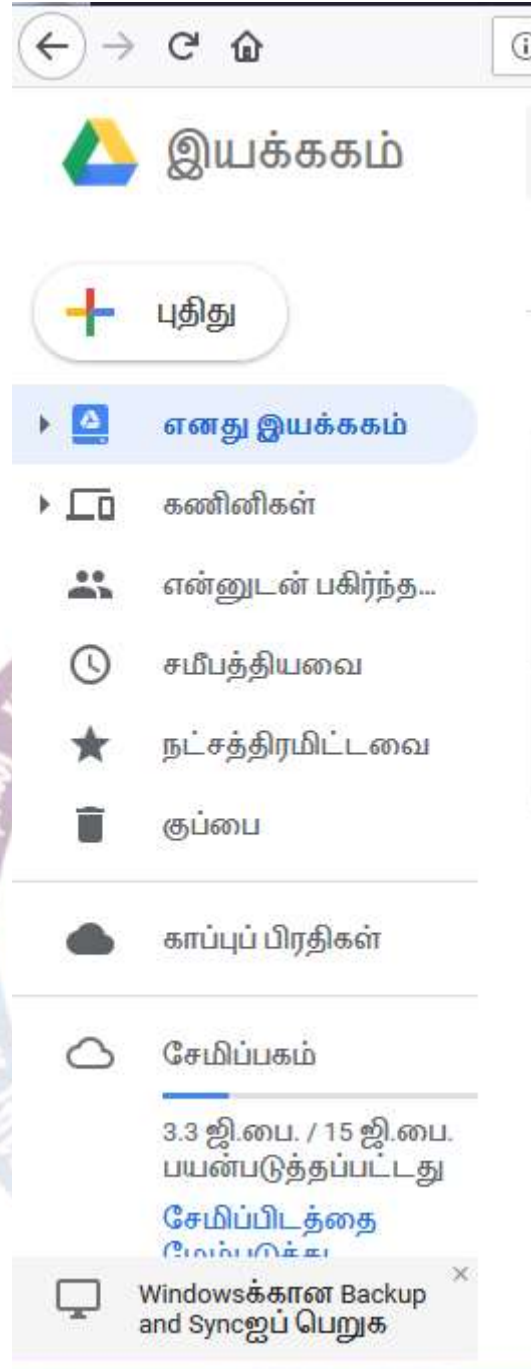 இயக்ககம்
புதிது
எனது இயக்ககம்
கணினிகள்
என்னுடன் பகிர்ந்த...
சமீபத்தியவை
நட்சத்திரமிட்டவை
குப்பை
காப்புப் பிரதிகள்
சேமிப்பகம்
3.3 ஜி.பை. / 15 ஜி.பை.
பயன்படுத்தப்பட்டது
சேமிப்பிடத்தை
Windowsக்கான Backup
and Syncஐப் பெறுக